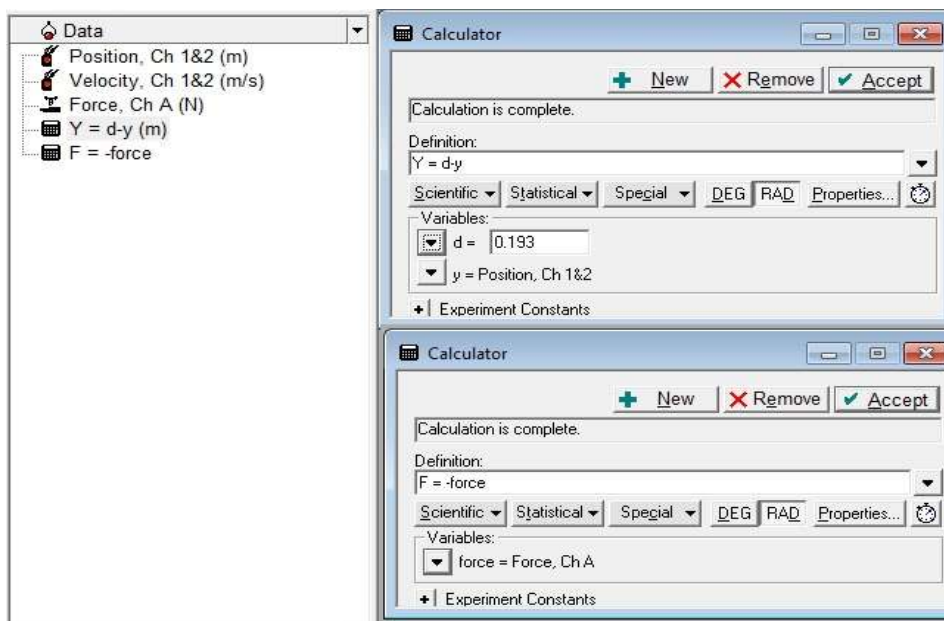 Data
Position, Ch 1&2 (m)
Velocity, Ch 1&2 (m/s)
Force, Ch A (N)
Y = d-y (m)
F = -force
Calculator
New Remove Accept
Calculation is complete.
Definition:
Y = d-y
Scientific Statistical Special DEG RAD Properties...
Variables:
d = 0.193
y = Position, Ch 1&2
+ Experiment Constants
Calculator
New Remove Accept
Calculation is complete.
Definition:
F = -force
Scientific Statistical Special DEG RAD Properties...
Variables:
force = Force, Ch A
+ Experiment Constants